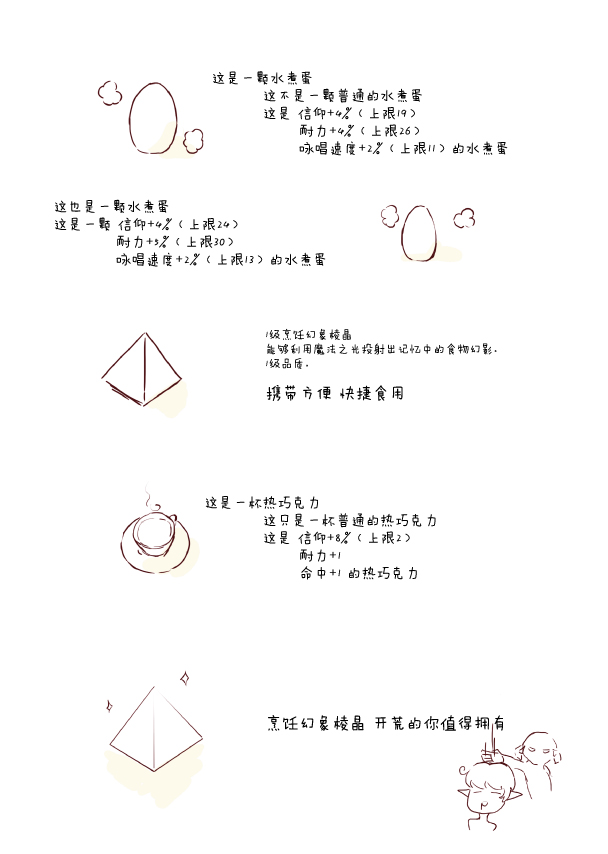 这是一颗水煮蛋
这不是一颗普通的水煮蛋
这是 信仰+4%（上限19）
耐力+4%（上限26）
咏唱速度+2%（上限11）的水煮蛋
这也是一颗水煮蛋
这是一颗 信仰+4%（上限24）
耐力+5%（上限30）
咏唱速度+2%（上限13）的水煮蛋
1级烹饪幻象棱晶
能够利用魔法之光投射出记忆中的食物幻影。
1级品质。
携带方便 快捷食用
这是一杯热巧克力
这只是一杯普通的热巧克力
这是 信仰+8%（上限2）
耐力+1
命中+1 的热巧克力
烹饪幻象棱晶 开荒的你值得拥有